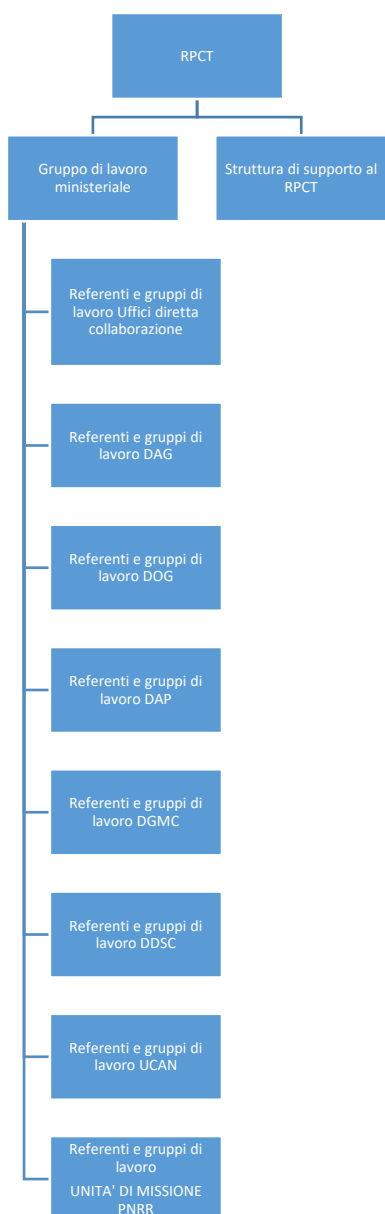 RPCT
Gruppo di lavoro
ministeriale
Struttura di supporto al
RPCT
Referenti e gruppi di
lavoro Uffici diretta
collaborazione
Referenti e gruppi di
lavoro DAG
Referenti e gruppi di
lavoro DOG
Referenti e gruppi di
lavoro DAP
Referenti e gruppi di
lavoro DGMC
Referenti e gruppi di
lavoro DDSC
Referenti e gruppi di
lavoro UCAN
Referenti e gruppi di
lavoro
UNITA' DI MISSIONE
PNRR